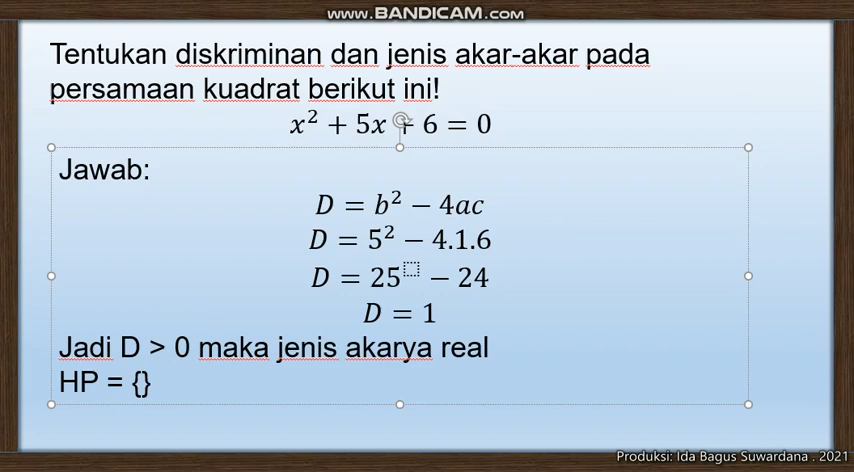 www.BANDICAM.com
Tentukan diskriminan dan jenis akar-akar pada
persamaan kuadrat berikut ini!
x² + 5x + 6 = 0
Jawab:
D = b² − 4ac
D = 5² − 4.1.6
D = 25 − 24
D = 1
Jadi D > 0 maka jenis akarya real
HP = {}
Produksi: Ida Bagus Suwardana . 2021